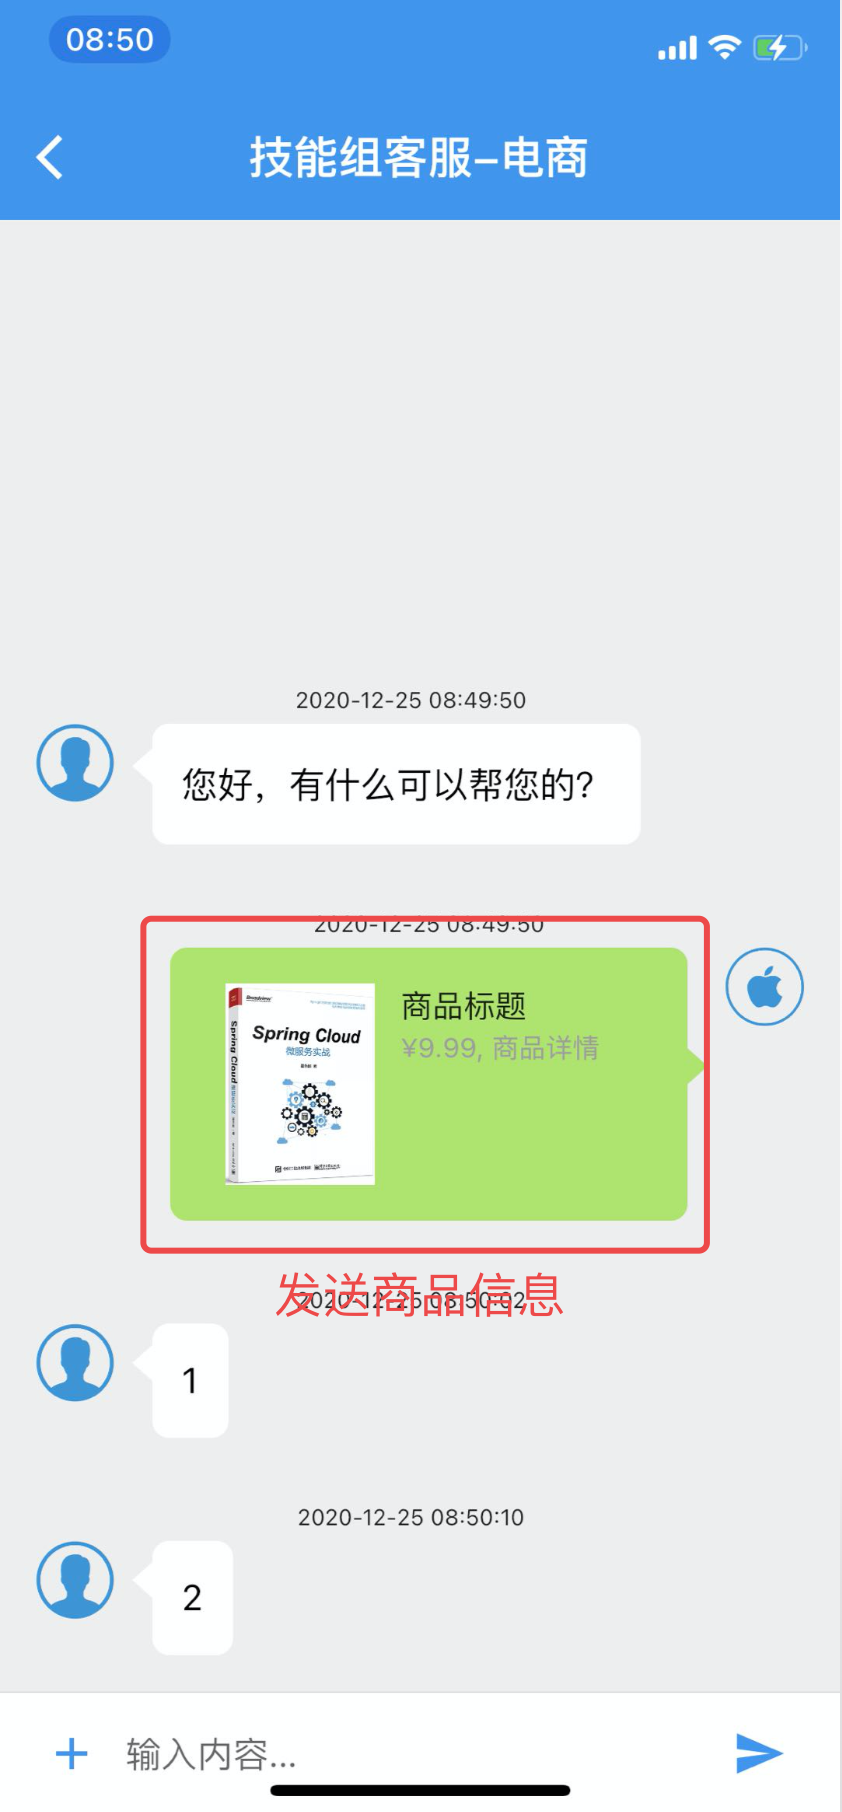 08:50
技能组客服-电商
2020-12-25 08:49:50
您好，有什么可以帮您的?
2020-12-25 08:49:50
Broadview
Spring Cloud
微服务实战
Spring Cloud
商品标题
¥9.99, 商品详情
发送商品信息
2020-12-25 08:50:02
1
2020-12-25 08:50:10
2
输入内容...